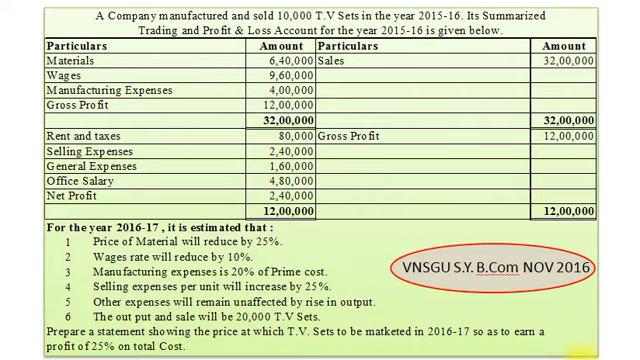 A Company manufactured and sold 10,000 T.V Sets in the year 2015-16. Its Summarized
Trading and Profit & Loss Account for the year 2015-16 is given below.
Particulars Amount Particulars Amount
Materials 6,40,000 Sales 32,00,000
Wages 9,60,000
Manufacturing Expenses 4,00,000
Gross Profit 12,00,000
32,00,000 32,00,000
Rent and taxes 80,000 Gross Profit 12,00,000
Selling Expenses 2,40,000
General Expenses 1,60,000
Office Salary 4,80,000
Net Profit 2,40,000
12,00,000 12,00,000
For the year 2016-17 , it is estimated that :
1 Price of Material will reduce by 25%.
2 Wages rate will reduce by 10%.
3 Manufacturing expenses is 20% of Prime cost.
4 Selling expenses per unit will increase by 25%.
5 Other expenses will remain unaffected by rise in output.
6 The out put and sale will be 20,000 TV Sets.
VNSGU S.Y. B.Com NOV 2016
Prepare a statement showing the price at which T.V. Sets to be matketed in 2016-17 so as to earn a
profit of 25% on total Cost.